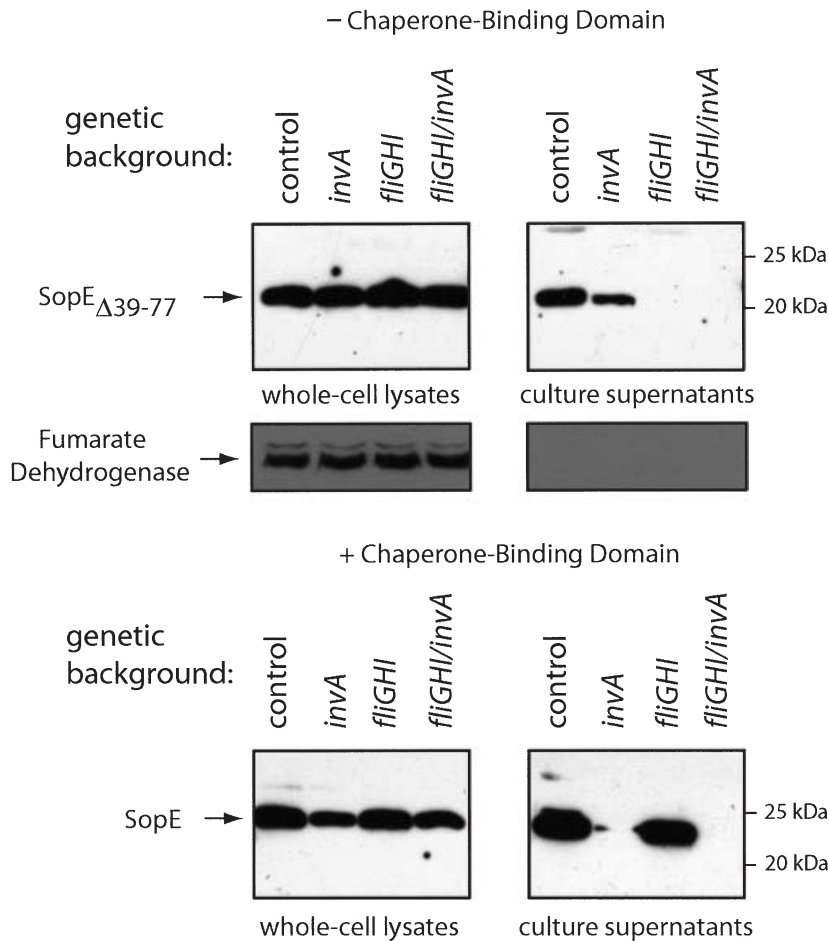 – Chaperone-Binding Domain
genetic
background:
control
invA
fliGHI
fliGHI/invA
control
invA
fliGHI
fliGHI/invA
SopEΔ39-77
25 kDa
20 kDa
whole-cell lysates
culture supernatants
Fumarate
Dehydrogenase
+ Chaperone-Binding Domain
genetic
background:
control
invA
fliGHI
fliGHI/invA
control
invA
fliGHI
fliGHI/invA
SopE
25 kDa
20 kDa
whole-cell lysates
culture supernatants